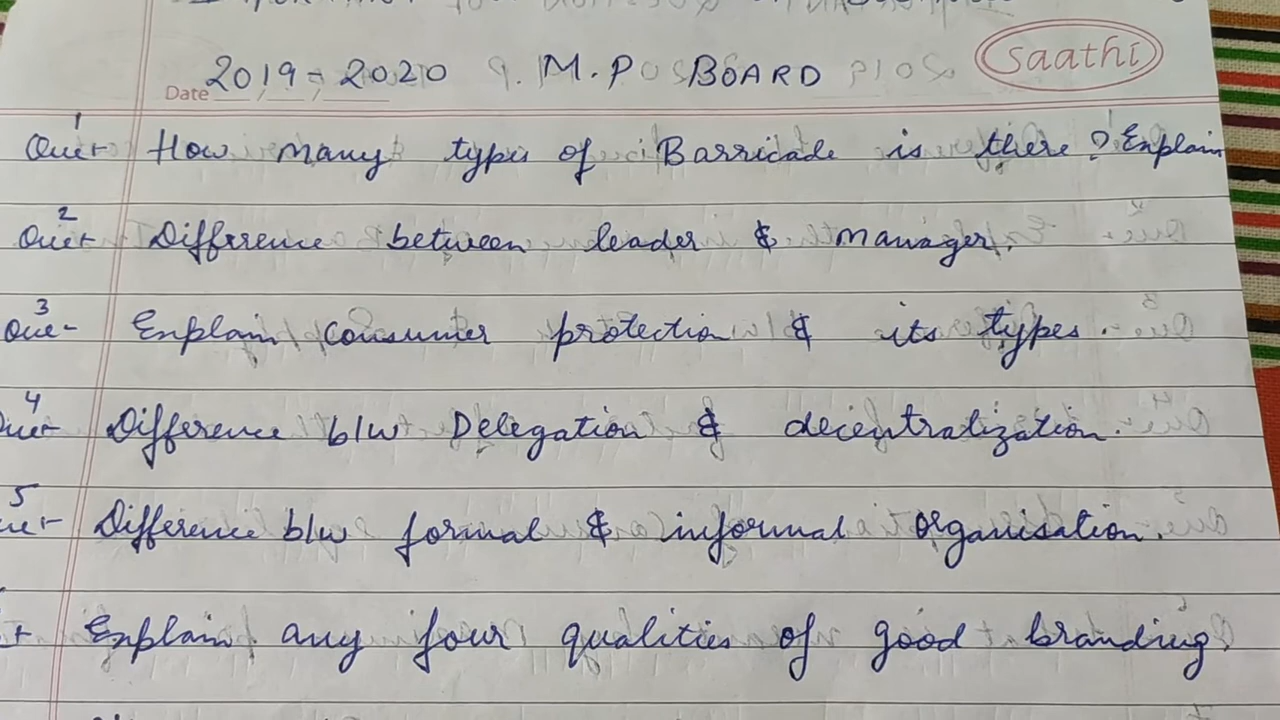 2019-2020 M.P BOARD saathi
Date
Que 1 How many types of Barricade is there ? Explain
Que 2 Difference between leader & manager.
Que 3 Explain consumer protection & its types.
Que 4 Difference b/w Delegation & decentralization.
5 Difference b/w formal & informal organisation.
Explain any four qualities of good branding.